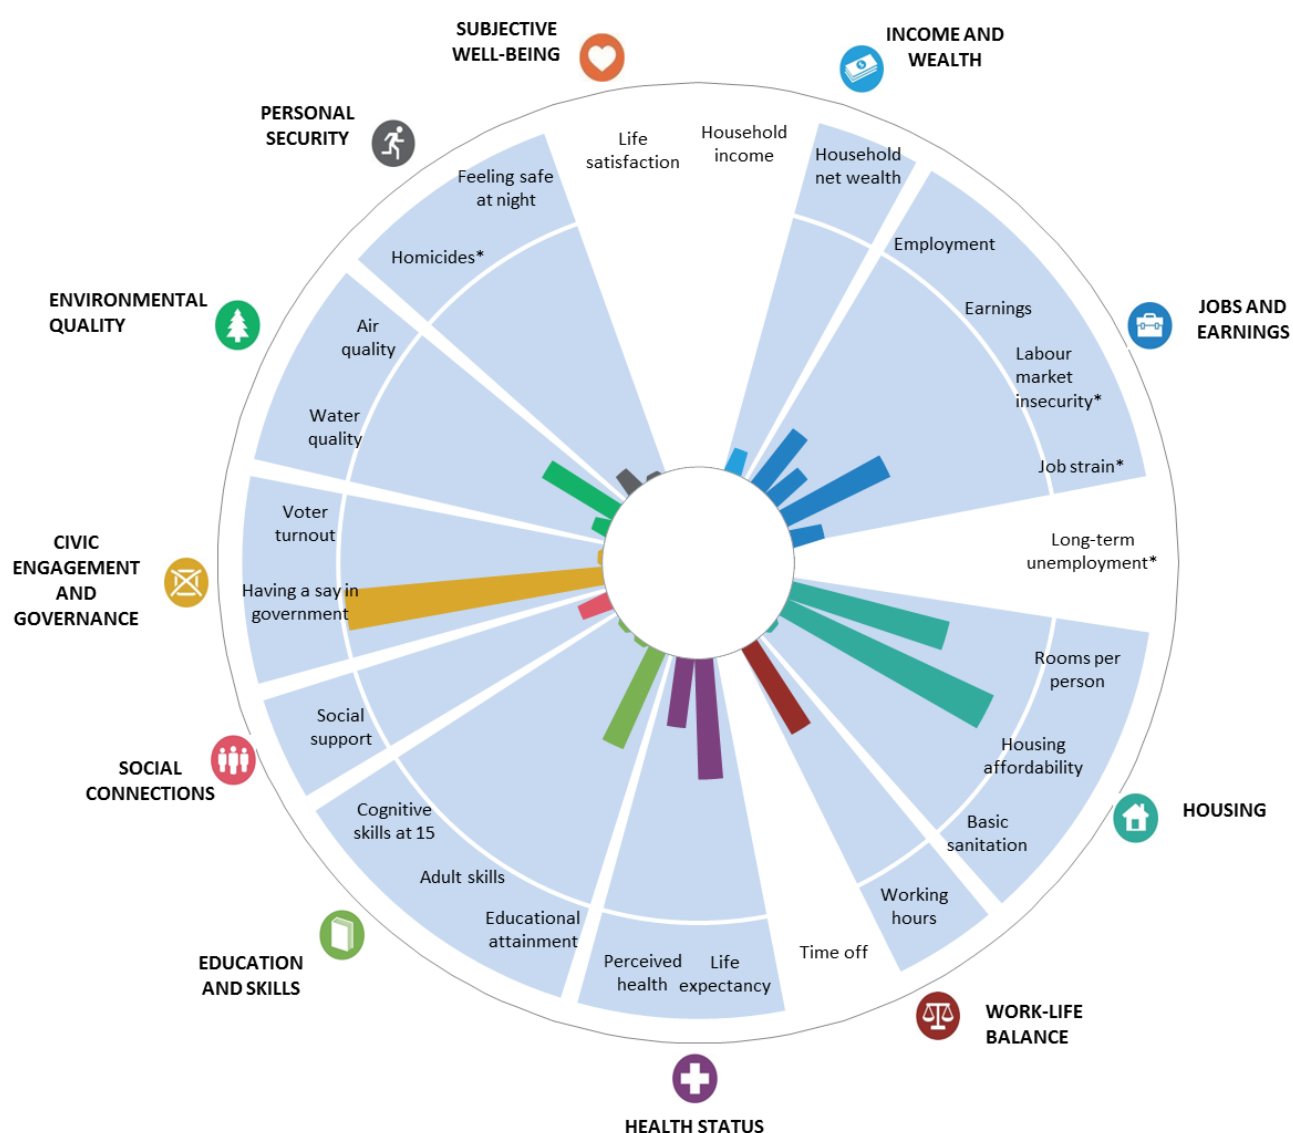 SUBJECTIVE
WELL-BEING
INCOME AND
WEALTH
PERSONAL
SECURITY
Life
satisfaction
Household
income
Household
net wealth
Feeling safe
at night
Homicides*
Employment
ENVIRONMENTAL
QUALITY
Air
quality
Water
quality
Earnings
Labour
market
insecurity*
Job strain*
JOBS AND
EARNINGS
CIVIC
ENGAGEMENT
AND
GOVERNANCE
Voter
turnout
Having a say in
government
Long-term
unemployment*
Rooms per
person
Social
support
SOCIAL
CONNECTIONS
Housing
affordability
Basic
sanitation
HOUSING
Cognitive
skills at 15
Adult skills
Educational
attainment
Working
hours
EDUCATION
AND SKILLS
Perceived
health
Life
expectancy
Time off
WORK-LIFE
BALANCE
HEALTH STATUS